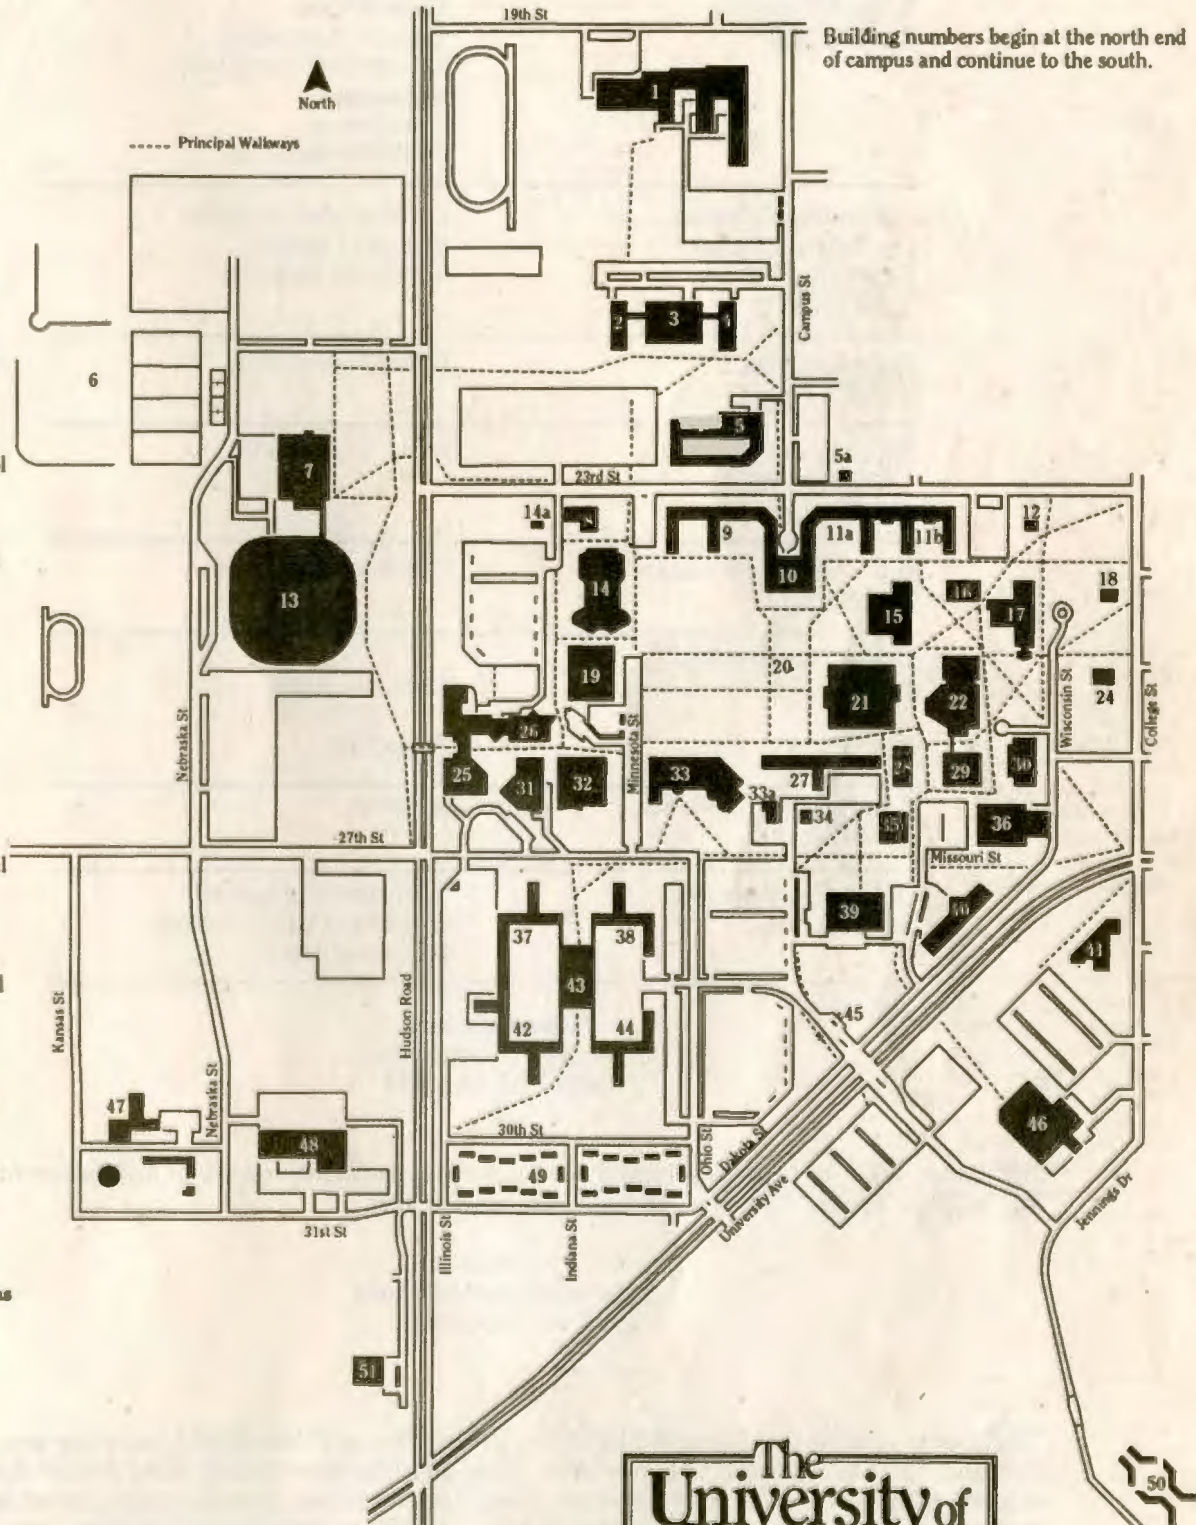 19th St
Building numbers begin at the north end
of campus and continue to the south.
North
Principal Walkways
1
Campus St
2
3
4
6
5
7
5a
23rd St
14a
8
9
11a
11b
12
10
13
14
15
16
17
18
19
20
21
22
24
Nebraska St
Minnesota St
Wisconsin St
College St
26
25
31
32
33
27
28
29
30
33a
34
35
36
27th St
Missouri St
37
38
39
40
41
43
42
44
45
Kansas St
Hudson Road
Nebraska St
47
48
46
30th St
49
Ohio St
Dakota St
University Ave
Jennings Dr
31st St
Illinois St
Indiana St
51
50
The
University of